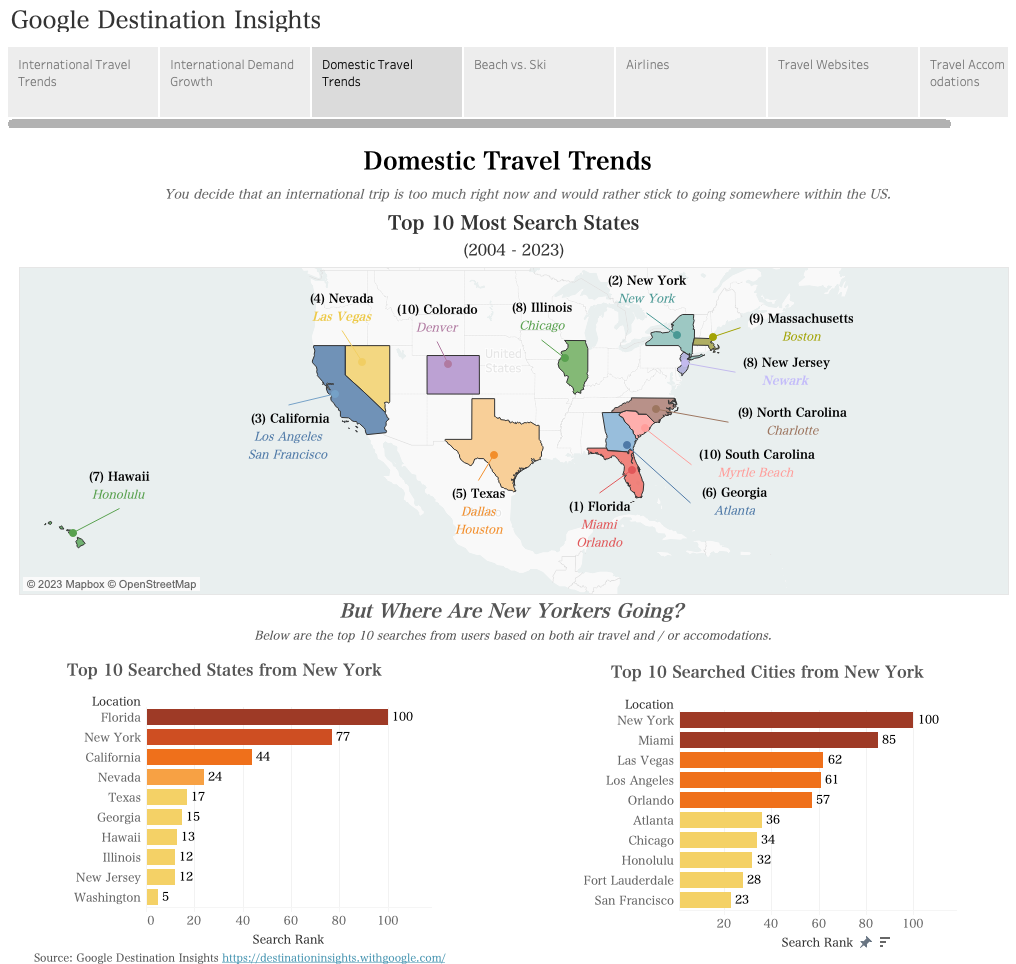 Google Destination Insights
International Travel
Trends
International Demand
Growth
Domestic Travel
Trends
Beach vs. Ski
Airlines
Travel Websites
Travel Accom
odations
Domestic Travel Trends
You decide that an international trip is too much right now and would rather stick to going somewhere within the US.
Top 10 Most Search States
(2004 - 2023)
(2) New York
New York
(4) Nevada
Las Vegas
(10) Colorado
Denver
(8) Illinois
Chicago
(9) Massachusetts
Boston
United
States
(8) New Jersey
Newark
(3) California
Los Angeles
San Francisco
(9) North Carolina
Charlotte
(10) South Carolina
Myrtle Beach
(7) Hawaii
Honolulu
(5) Texas
Dallas
Houston
(6) Georgia
Atlanta
(1) Florida
Miami
Orlando
© 2023 Mapbox © OpenStreetMap
But Where Are New Yorkers Going?
Below are the top 10 searches from users based on both air travel and / or accomodations.
Top 10 Searched States from New York
Location
Florida 100
New York 77
California 44
Nevada 24
Texas 17
Georgia 15
Hawaii 13
Illinois 12
New Jersey 12
Washington 5
0 20 40 60 80 100
Search Rank
Top 10 Searched Cities from New York
Location
New York 100
Miami 85
Las Vegas 62
Los Angeles 61
Orlando 57
Atlanta 36
Chicago 34
Honolulu 32
Fort Lauderdale 28
San Francisco 23
20 40 60 80 100
Search Rank
Source: Google Destination Insights https://destinationinsights.withgoogle.com/